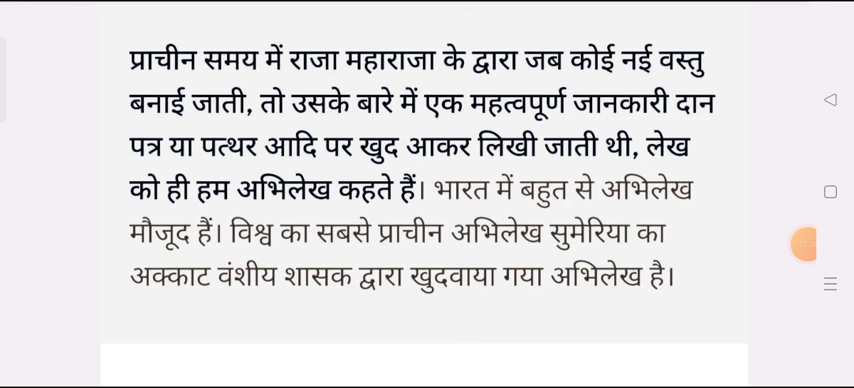 प्राचीन समय में राजा महाराजा के द्वारा जब कोई नई वस्तु
बनाई जाती, तो उसके बारे में एक महत्वपूर्ण जानकारी दान
पत्र या पत्थर आदि पर खुद आकर लिखी जाती थी, लेख
को ही हम अभिलेख कहते हैं। भारत में बहुत से अभिलेख
मौजूद हैं। विश्व का सबसे प्राचीन अभिलेख सुमेरिया का
अक्काट वंशीय शासक द्वारा खुदवाया गया अभिलेख है।